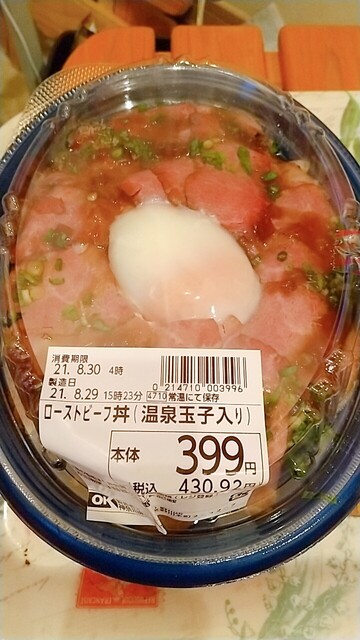 消費期限
21. 8.30 4時
製造日
21. 8.29 15時23分
0 214710 003996
4710 常温にて保存
ローストビーフ丼(温泉玉子入り)
本体 399円
税込 430.92円
OK